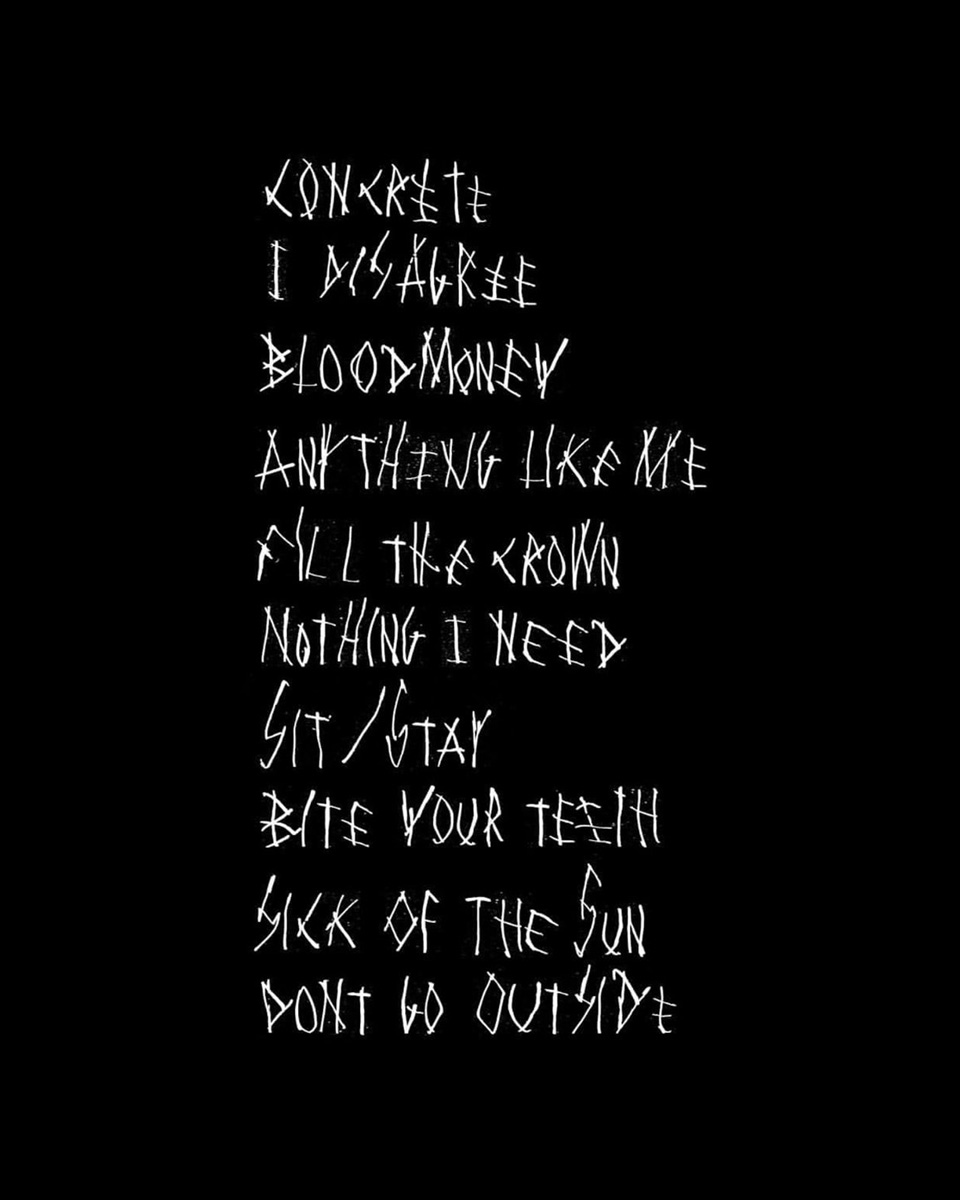 CONCRETE
I DISAGREE
BLOODMONEY
ANYTHING LIKE ME
FILL THE CROWN
NOTHING I NEED
SIT / STAY
BITE YOUR TEETH
SICK OF THE SUN
DONT GO OUTSIDE